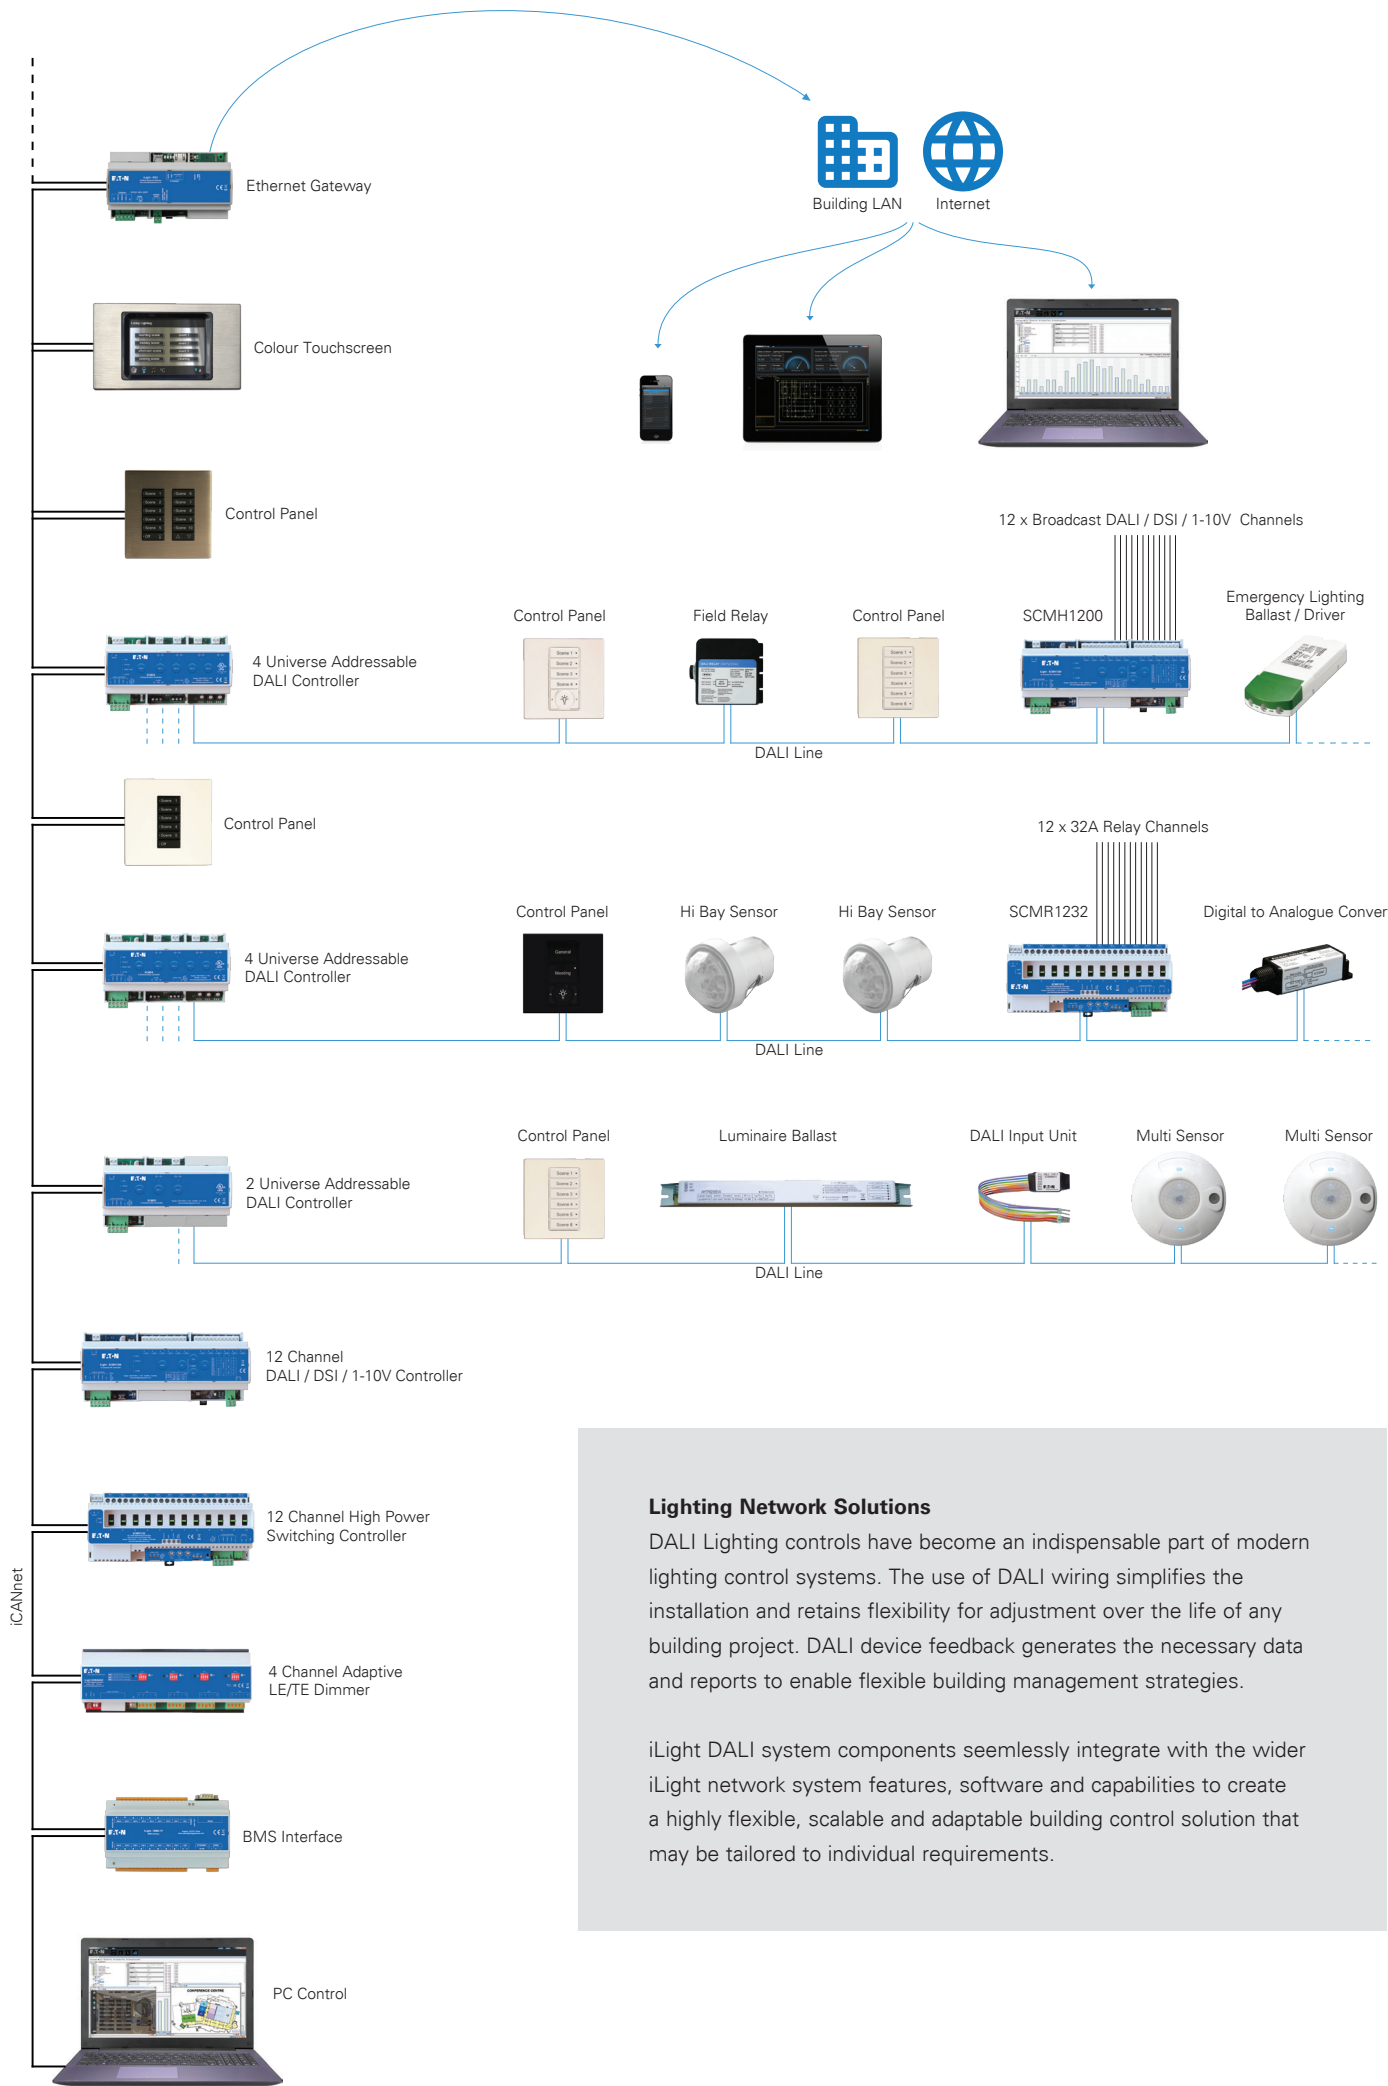 Building LAN
Internet
Ethernet Gateway
Colour Touchscreen
Control Panel
12 x Broadcast DALI / DSI / 1-10V Channels
4 Universe Addressable
DALI Controller
Control Panel
Field Relay
Control Panel
SCMH1200
Emergency Lighting
Ballast / Driver
DALI Line
Control Panel
12 x 32A Relay Channels
4 Universe Addressable
DALI Controller
Control Panel
Hi Bay Sensor
Hi Bay Sensor
SCMR1232
Digital to Analogue Conver
DALI Line
2 Universe Addressable
DALI Controller
Control Panel
Luminaire Ballast
DALI Input Unit
Multi Sensor
Multi Sensor
DALI Line
12 Channel
DALI / DSI / 1-10V Controller
12 Channel High Power
Switching Controller
iCANnet
4 Channel Adaptive
LE/TE Dimmer
BMS Interface
PC Control
CONFERENCE CENTRE
Lighting Network Solutions
DALI Lighting controls have become an indispensable part of modern
lighting control systems. The use of DALI wiring simplifies the
installation and retains flexibility for adjustment over the life of any
building project. DALI device feedback generates the necessary data
and reports to enable flexible building management strategies.
iLight DALI system components seemlessly integrate with the wider
iLight network system features, software and capabilities to create
a highly flexible, scalable and adaptable building control solution that
may be tailored to individual requirements.